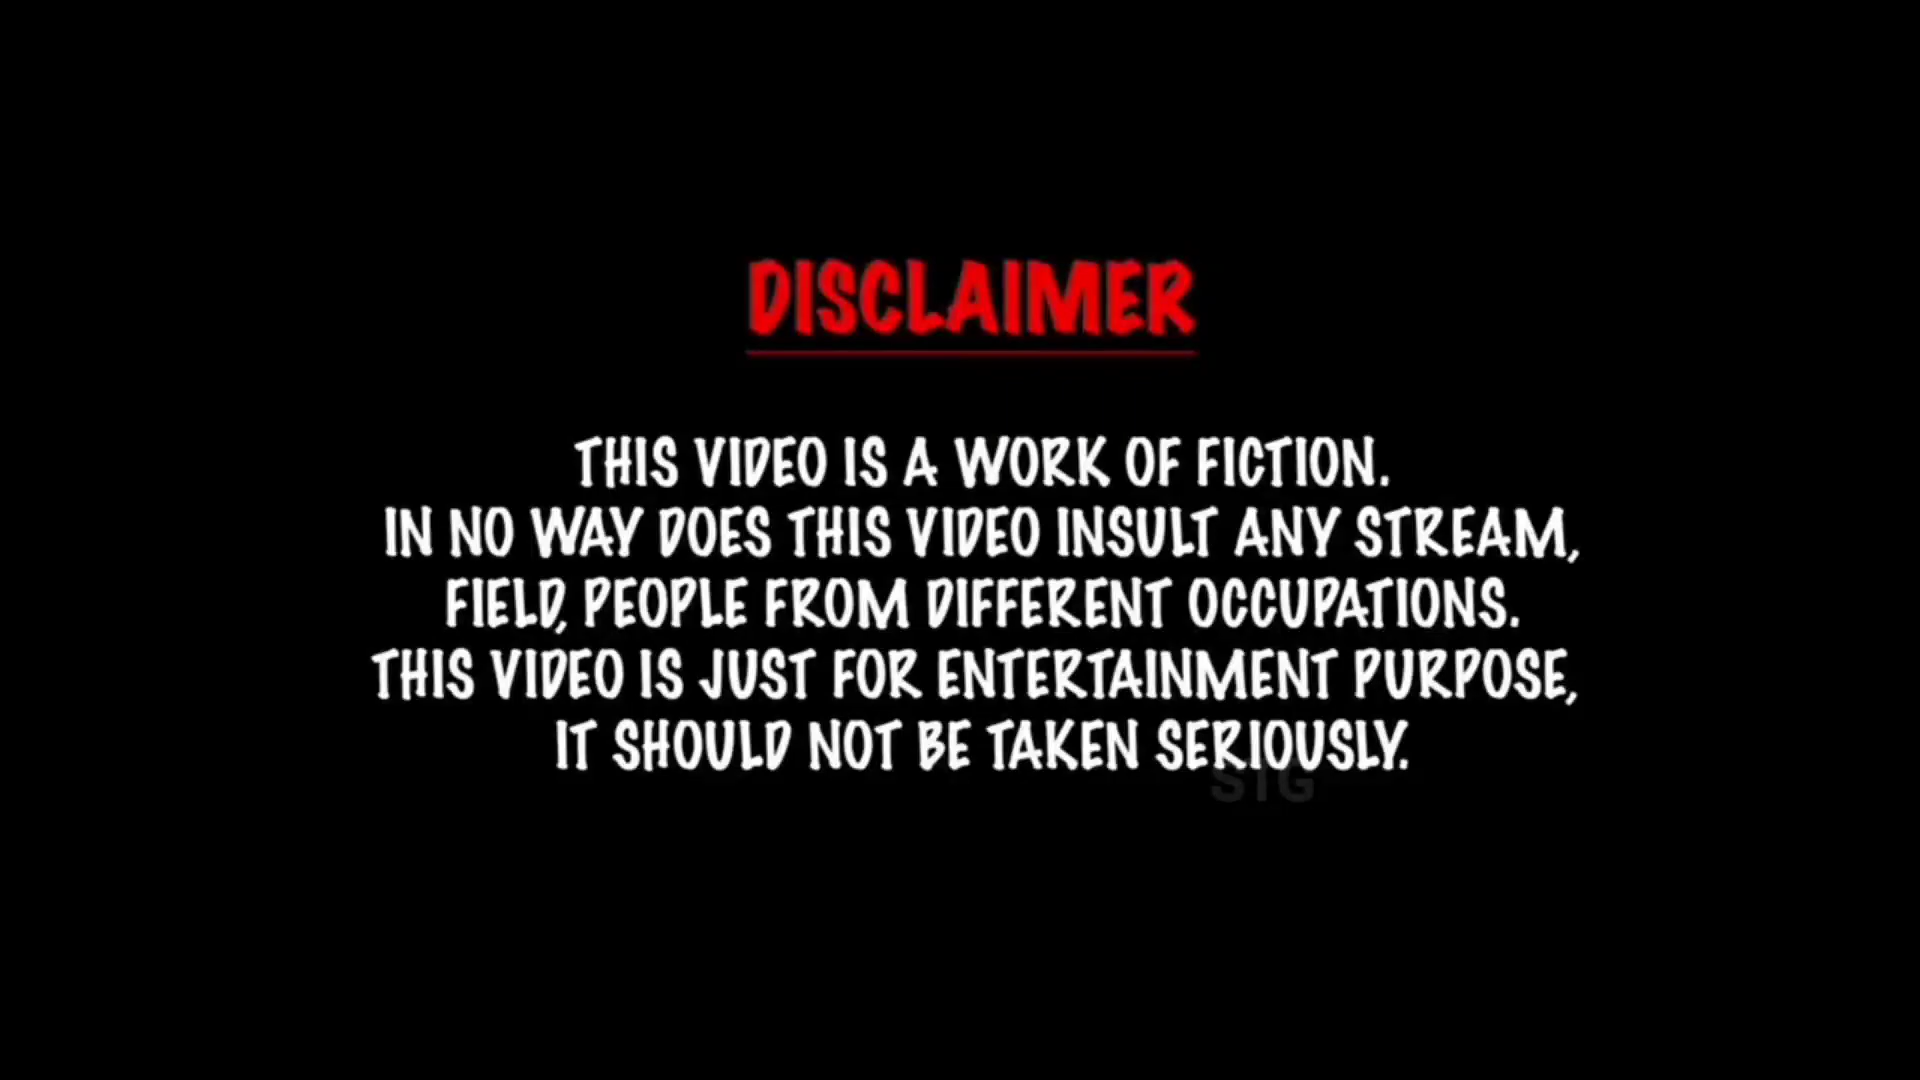 DISCLAIMER
THIS VIDEO IS A WORK OF FICTION.
IN NO WAY DOES THIS VIDEO INSULT ANY STREAM,
FIELD, PEOPLE FROM DIFFERENT OCCUPATIONS.
THIS VIDEO IS JUST FOR ENTERTAINMENT PURPOSE,
IT SHOULD NOT BE TAKEN SERIOUSLY.